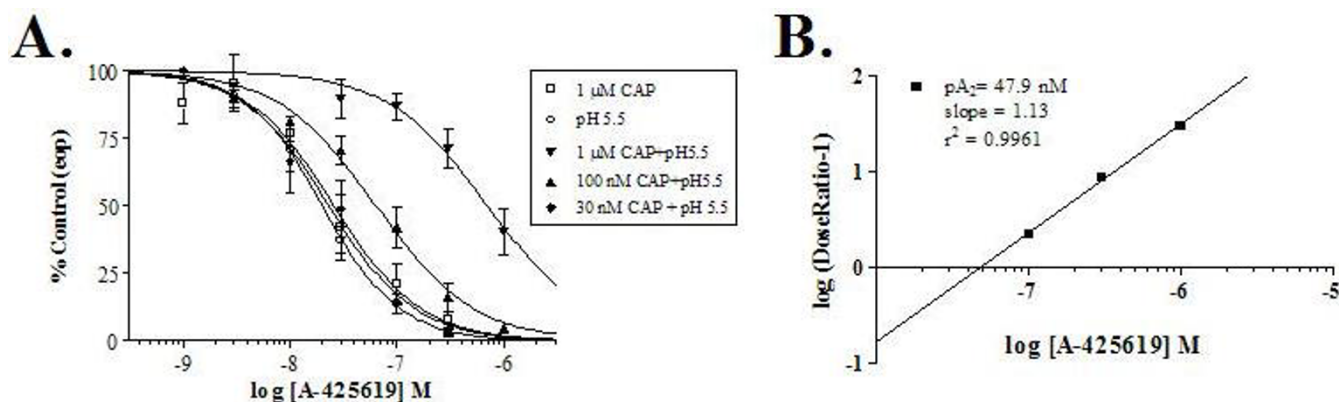 A.
% Control (eop)
100
75
50
25
0
-9
-8
-7
-6
log [A-425619] M
1 µM CAP
pH 5.5
1 µM CAP+pH5.5
100 nM CAP+pH5.5
30 nM CAP + pH 5.5
B.
log (DoseRatio-1)
2
1
0
-1
pA₂= 47.9 nM
slope = 1.13
r² = 0.9961
-7
-6
-5
log [A-425619] M